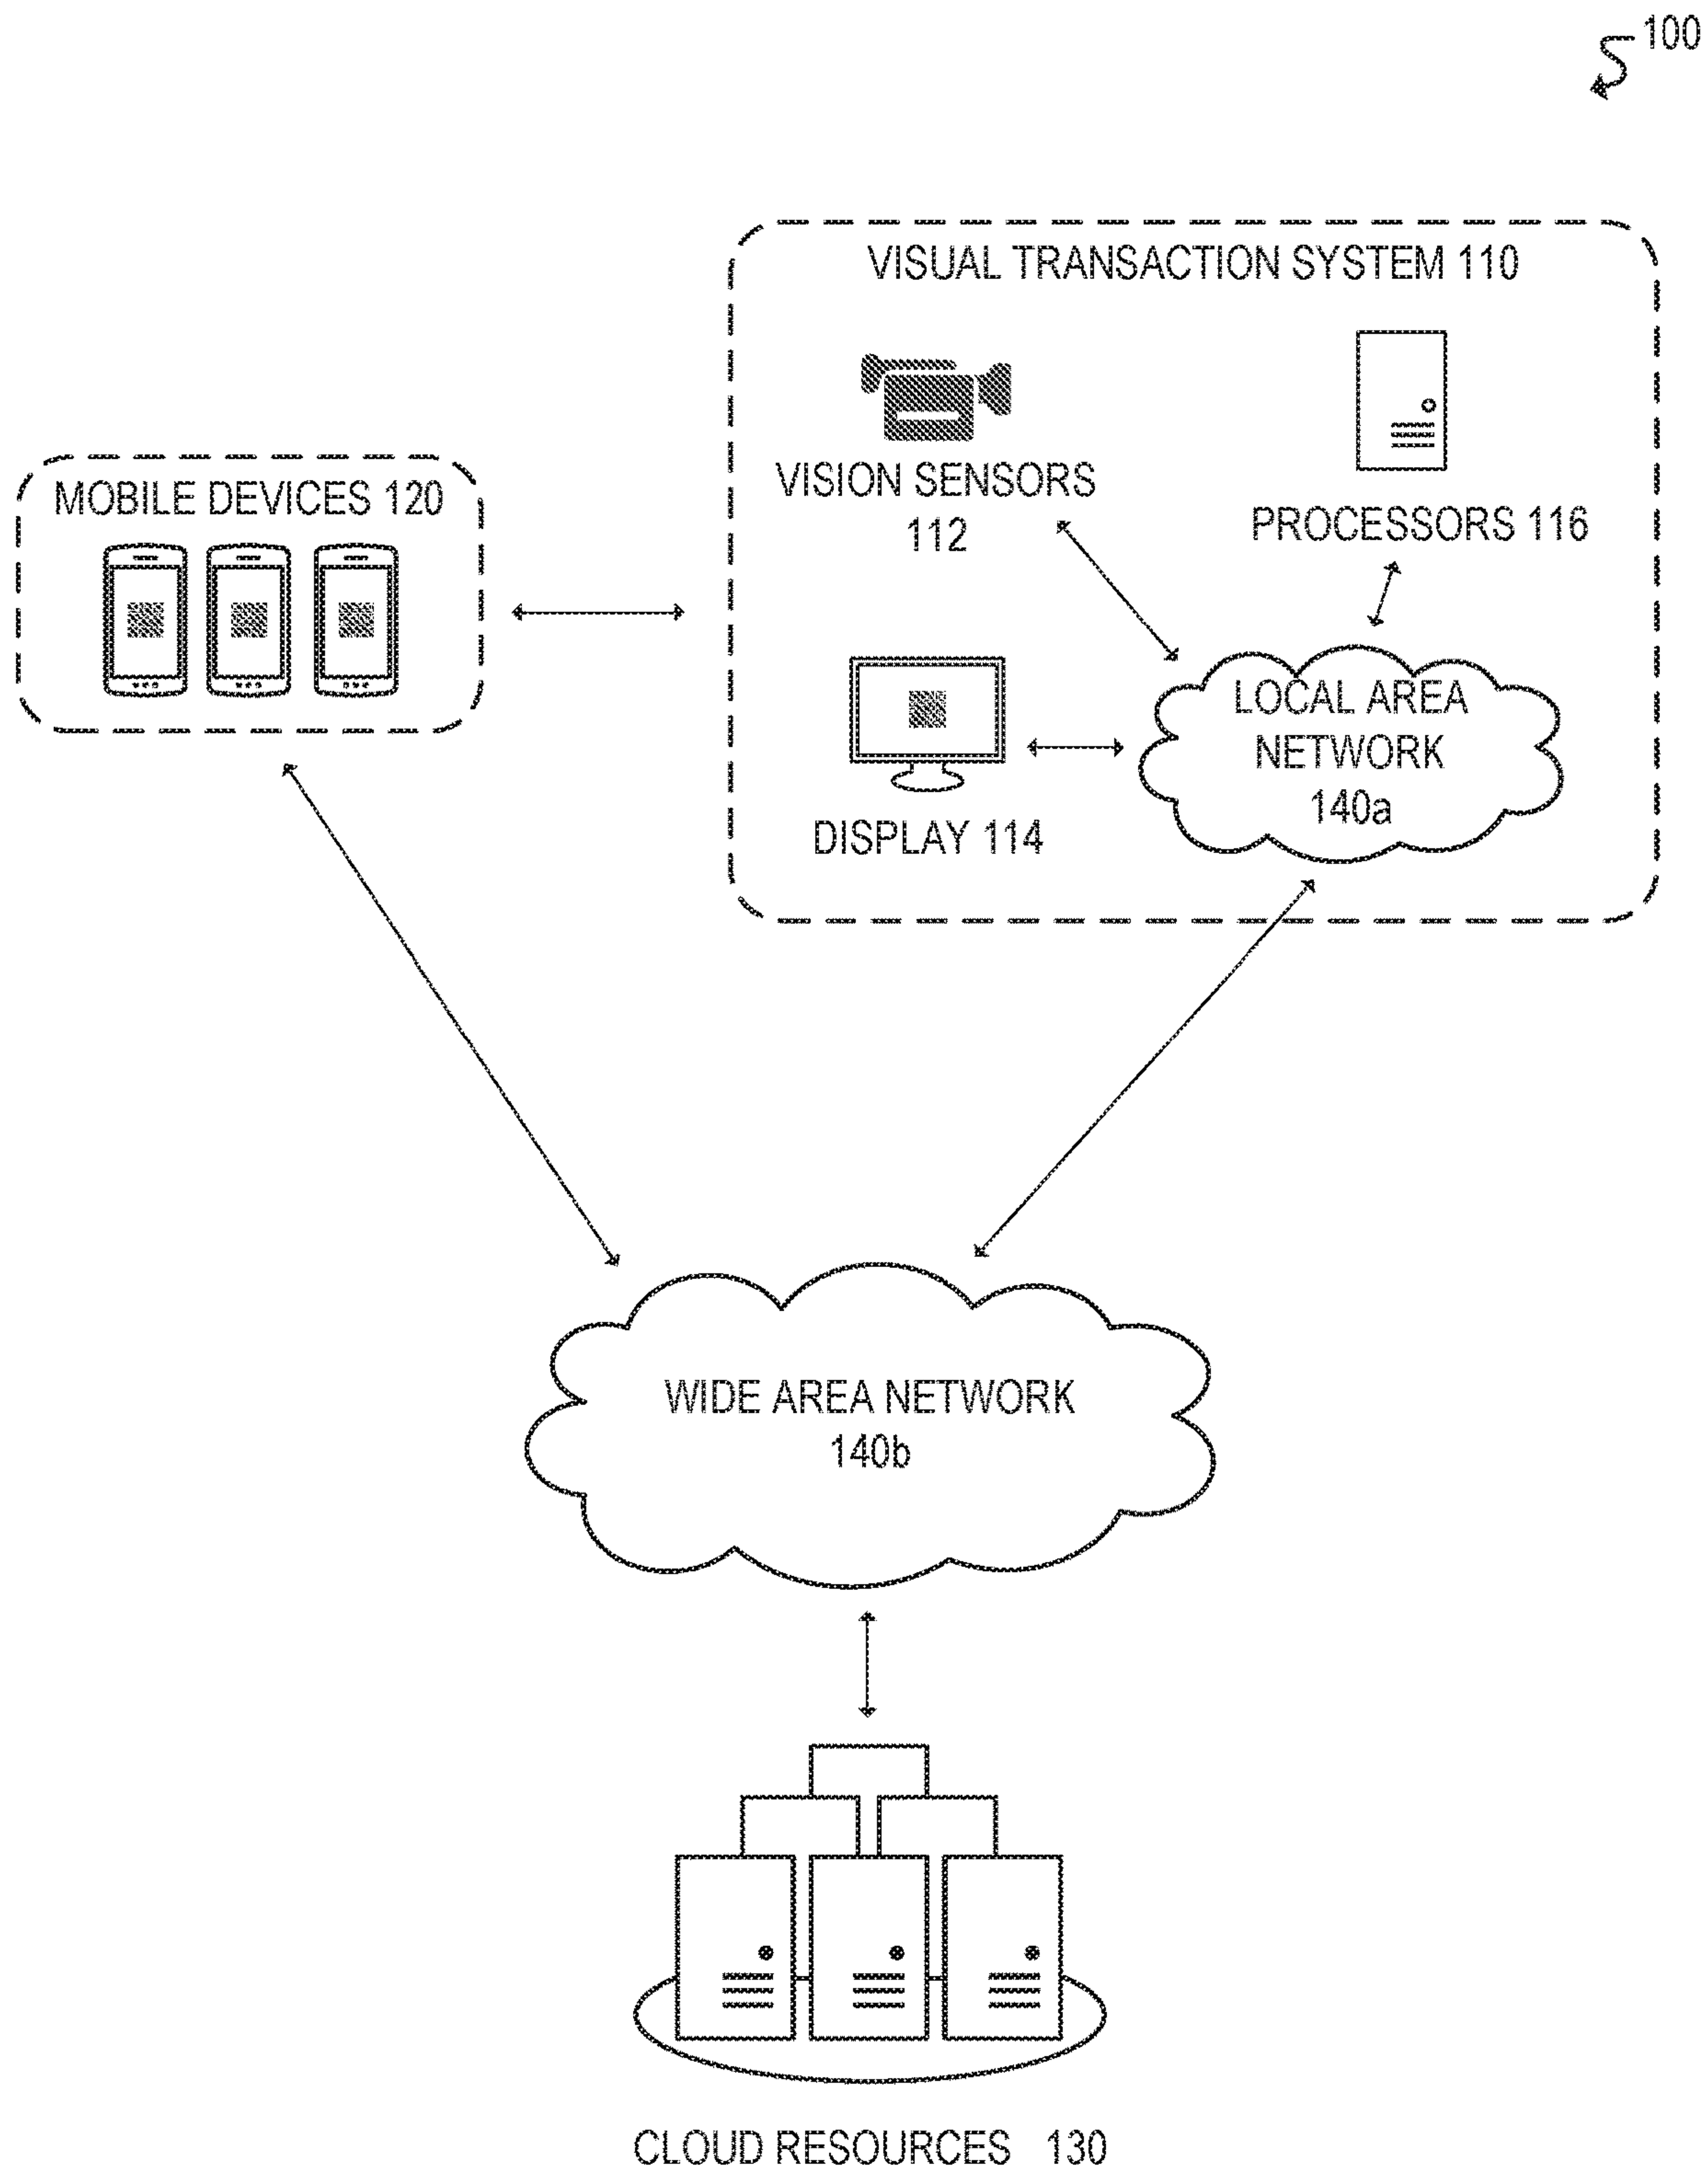 100
VISUAL TRANSACTION SYSTEM 110
VISION SENSORS
112
PROCESSORS 116
MOBILE DEVICES 120
LOCAL AREA
NETWORK
140a
DISPLAY 114
WIDE AREA NETWORK
140b
CLOUD RESOURCES 130